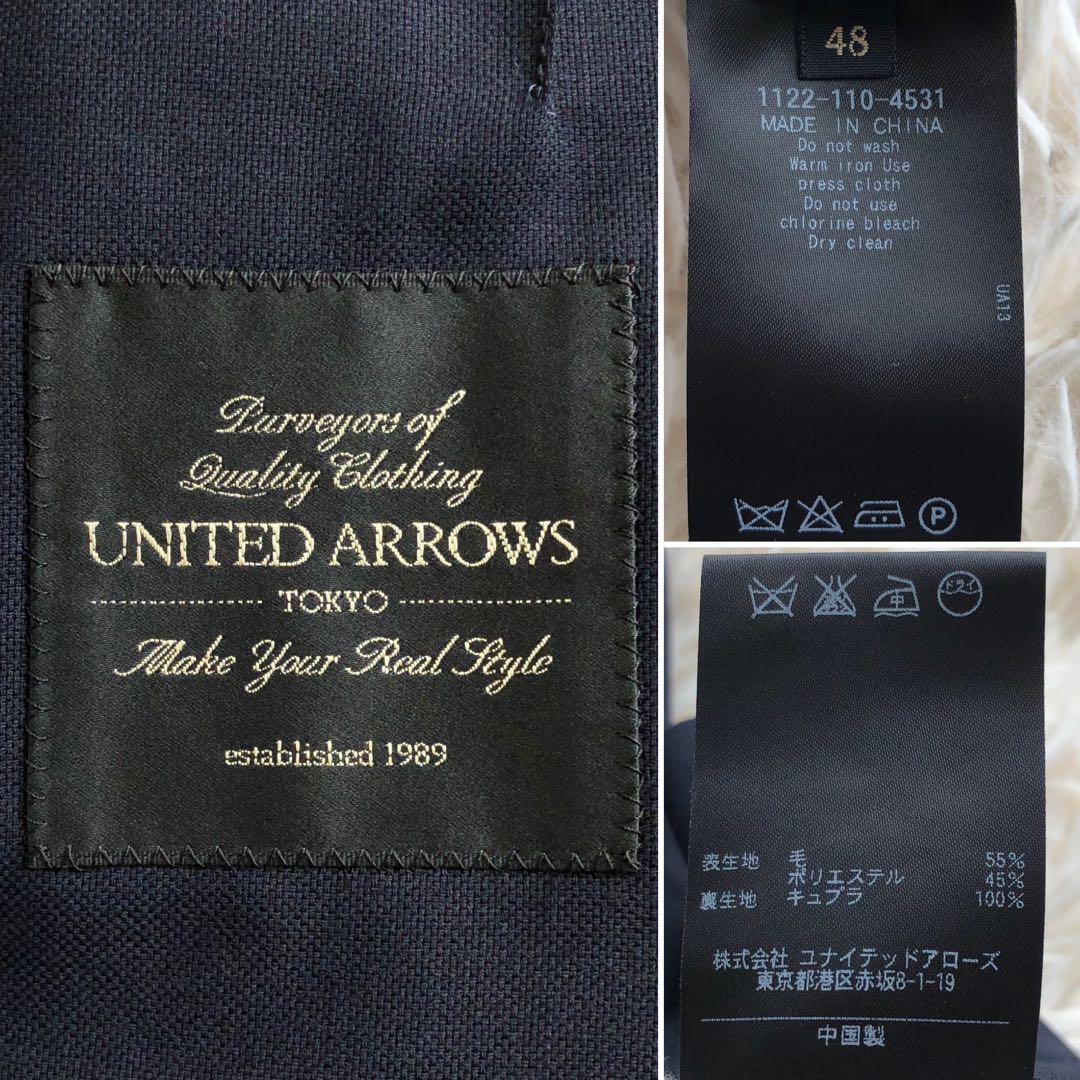 Purveyors of
Quality Clothing
UNITED ARROWS
TOKYO
Make Your Real Style
established 1989
48
1122-110-4531
MADE IN CHINA
Do not wash
Warm iron Use
press cloth
Do not use
chlorine bleach
Dry clean
UA13
P
ドライ
表生地 毛 55%
ポリエステル 45%
裏生地 キュプラ 100%
株式会社 ユナイテッドアローズ
東京都港区赤坂8-1-19
中国製